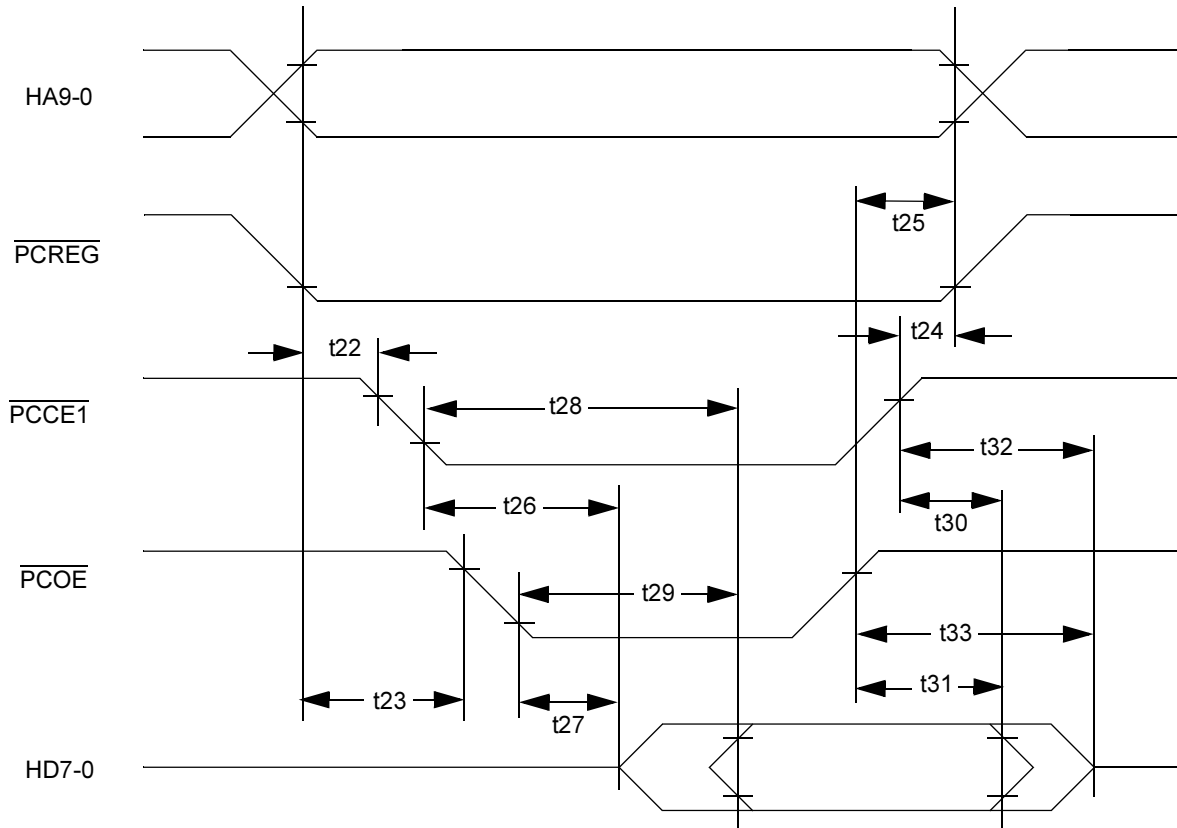 HA9-0
t25
PCREG
t24
t22
PCCE1
t28
t32
t26
t30
PCOE
t29
t33
t31
t23
t27
HD7-0